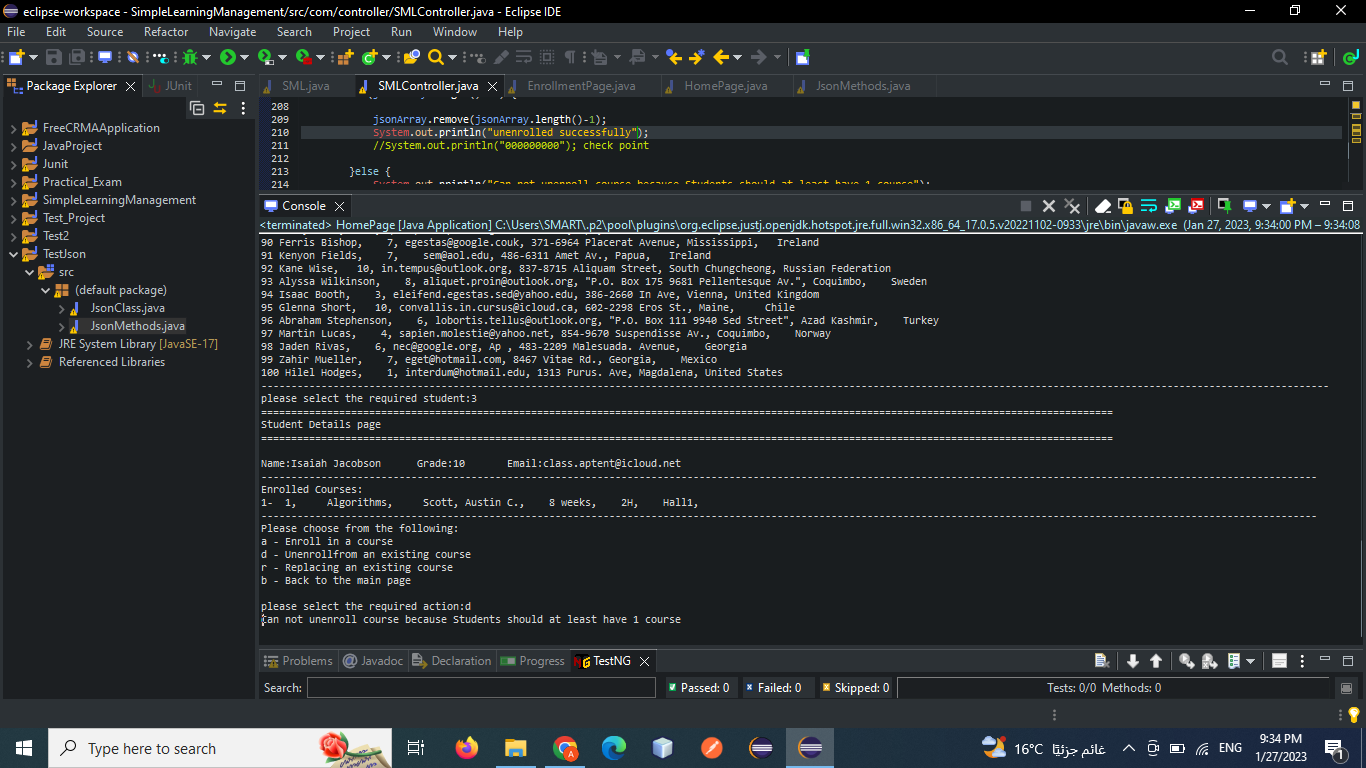 eclipse-workspace - SimpleLearningManagement/src/com/controller/SMLController.java - Eclipse IDE
File Edit Source Refactor Navigate Search Project Run Window Help
Package Explorer JUnit
SML.java SMLController.java EnrollmentPage.java HomePage.java JsonMethods.java
FreeCRMAApplication
JavaProject
Junit
Practical_Exam
SimpleLearningManagement
Test_Project
Test2
TestJson
src
(default package)
JsonClass.java
JsonMethods.java
JRE System Library [JavaSE-17]
Referenced Libraries
208
209 jsonArray.remove(jsonArray.length()-1);
210 System.out.println("unenrolled successfully");
211 //System.out.println("000000000"); check point
212
213 }else {
214 System.out.println("Can not unenroll course because Students should at least have 1 course");
Console
<terminated> HomePage [Java Application] C:\Users\SMART\.p2\pool\plugins\org.eclipse.justj.openjdk.hotspot.jre.full.win32.x86_64_17.0.5.v20221102-0933\jre\bin\javaw.exe (Jan 27, 2023, 9:34:00 PM – 9:34:08
90 Ferris Bishop, 7, egestas@google.couk, 371-6964 Placerat Avenue, Mississippi, Ireland
91 Kenyon Fields, 7, sem@aol.edu, 486-6311 Amet Av., Papua, Ireland
92 Kane Wise, 10, in.tempus@outlook.org, 837-8715 Aliquam Street, South Chungcheong, Russian Federation
93 Alyssa Wilkinson, 8, aliquet.proin@outlook.org, "P.O. Box 175 9681 Pellentesque Av.", Coquimbo, Sweden
94 Isaac Booth, 3, eleifend.egestas.sed@yahoo.edu, 386-2660 In Ave, Vienna, United Kingdom
95 Glenna Short, 10, convallis.in.cursus@icloud.ca, 602-2298 Eros St., Maine, Chile
96 Abraham Stephenson, 6, lobortis.tellus@outlook.org, "P.O. Box 111 9940 Sed Street", Azad Kashmir, Turkey
97 Martin Lucas, 4, sapien.molestie@yahoo.net, 854-9670 Suspendisse Av., Coquimbo, Norway
98 Jaden Rivas, 6, nec@google.org, Ap , 483-2209 Malesuada. Avenue, Georgia
99 Zahir Mueller, 7, eget@hotmail.com, 8467 Vitae Rd., Georgia, Mexico
100 Hilel Hodges, 1, interdum@hotmail.edu, 1313 Purus. Ave, Magdalena, United States
please select the required student:3
Student Details page
Name:Isaiah Jacobson Grade:10 Email:class.aptent@icloud.net
Enrolled Courses:
1- 1, Algorithms, Scott, Austin C., 8 weeks, 2H, Hall1,
Please choose from the following:
a - Enroll in a course
d - Unenrollfrom an existing course
r - Replacing an existing course
b - Back to the main page
please select the required action:d
Can not unenroll course because Students should at least have 1 course
Problems Javadoc Declaration Progress TestNG
Search: Passed: 0 Failed: 0 Skipped: 0 Tests: 0/0 Methods: 0
Type here to search
16°C غائم جزئيًا ENG 9:34 PM
1/27/2023
1